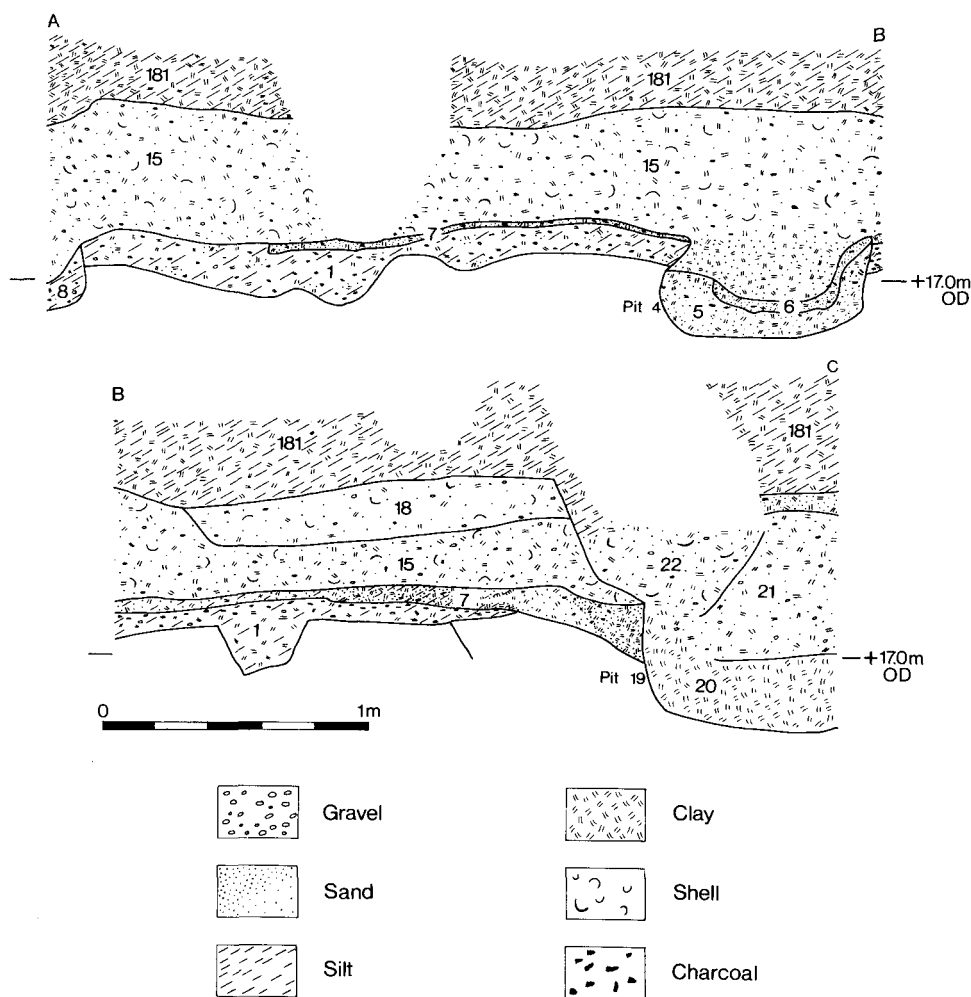 A
B
181
181
15
15
7
1
8
Pit 4
5
6
+17.0m
OD
B
C
181
181
18
15
22
21
7
1
+17.0m
OD
Pit 19
20
0
1m
Gravel
Clay
Sand
Shell
Silt
Charcoal